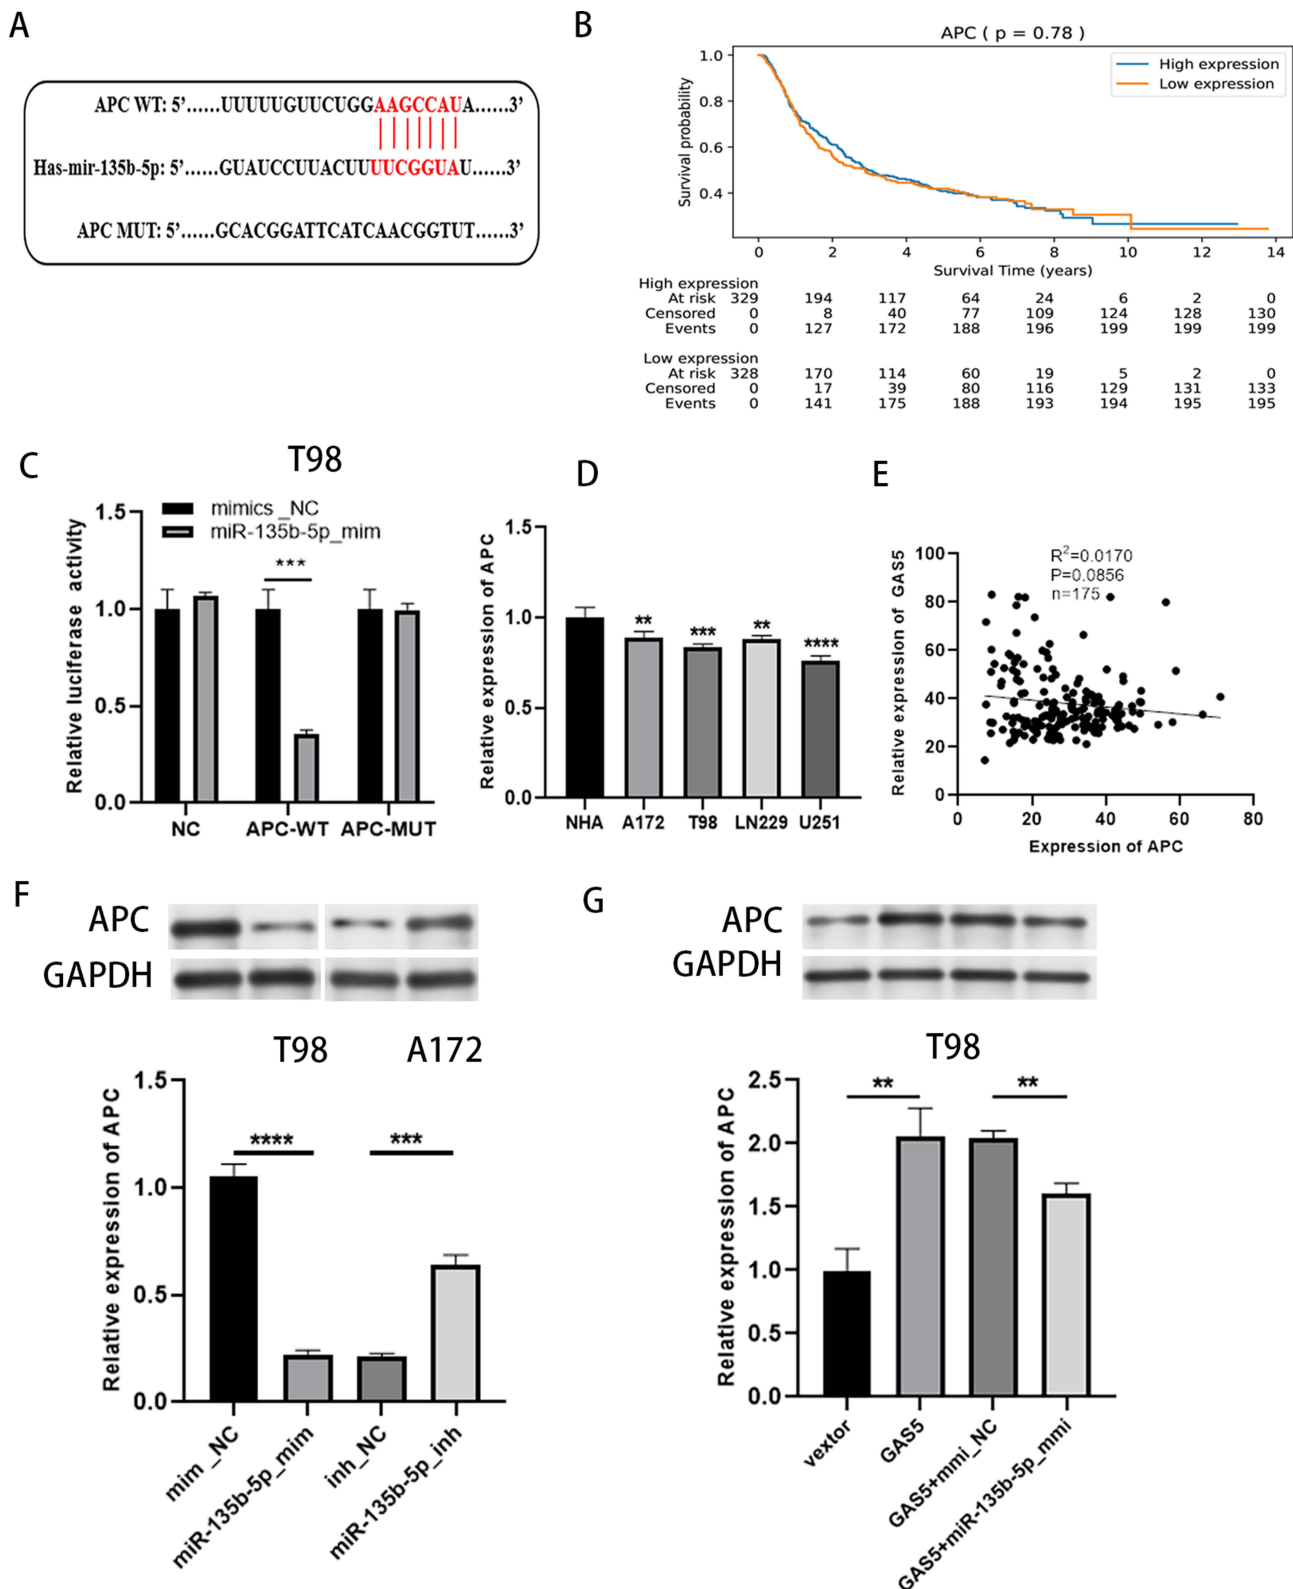 A
APC WT: 5’......UUUUUGUUCUGGAAGCCAUA......3’
Has-mir-135b-5p: 5’......GUAUCCUUACUUUUCGGUAU......3’
APC MUT: 5’......GCACGGATTCATCAACGGTUT......3’
B
APC ( p = 0.78 )
High expression
Low expression
Survival probability
1.0
0.8
0.6
0.4
0 2 4 6 8 10 12 14
Survival Time (years)
High expression
At risk 329 194 117 64 24 6 2 0
Censored 0 8 40 77 109 124 128 130
Events 0 127 172 188 196 199 199 199
Low expression
At risk 328 170 114 60 19 5 2 0
Censored 0 17 39 80 116 129 131 133
Events 0 141 175 188 193 194 195 195
C
T98
mimics_NC
miR-135b-5p_mim
Relative luciferase activity
1.5
1.0
0.5
0.0
***
NC APC-WT APC-MUT
D
Relative expression of APC
1.5
1.0
0.5
0.0
** *** ** ****
NHA A172 T98 LN229 U251
E
Relative expression of GAS5
R²=0.0170
P=0.0856
n=175
100
80
60
40
20
0
0 20 40 60 80
Expression of APC
F
APC
GAPDH
T98 A172
Relative expression of APC
1.5
1.0
0.5
0.0
**** ***
mim_NC
miR-135b-5p_mim
inh_NC
miR-135b-5p_inh
G
APC
GAPDH
T98
Relative expression of APC
2.5
2.0
1.5
1.0
0.5
0.0
** **
vextor
GAS5
GAS5+mmi_NC
GAS5+miR-135b-5p_mmi